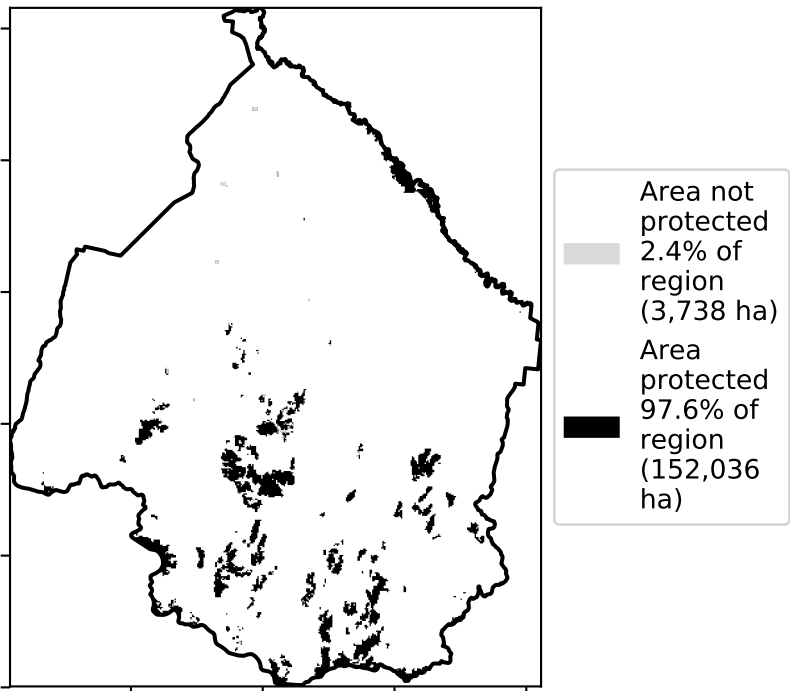 Area not
protected
2.4% of
region
(3,738 ha)
Area
protected
97.6% of
region
(152,036
ha)